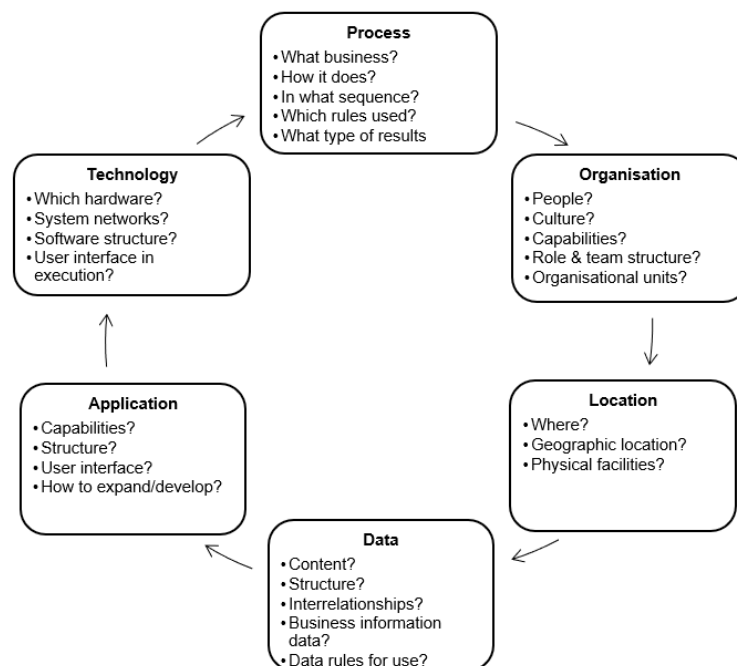 Process
• What business?
• How it does?
• In what sequence?
• Which rules used?
• What type of results
Organisation
• People?
• Culture?
• Capabilities?
• Role & team structure?
• Organisational units?
Location
• Where?
• Geographic location?
• Physical facilities?
Data
• Content?
• Structure?
• Interrelationships?
• Business information
data?
• Data rules for use?
Application
• Capabilities?
• Structure?
• User interface?
• How to expand/develop?
Technology
• Which hardware?
• System networks?
• Software structure?
• User interface in
execution?